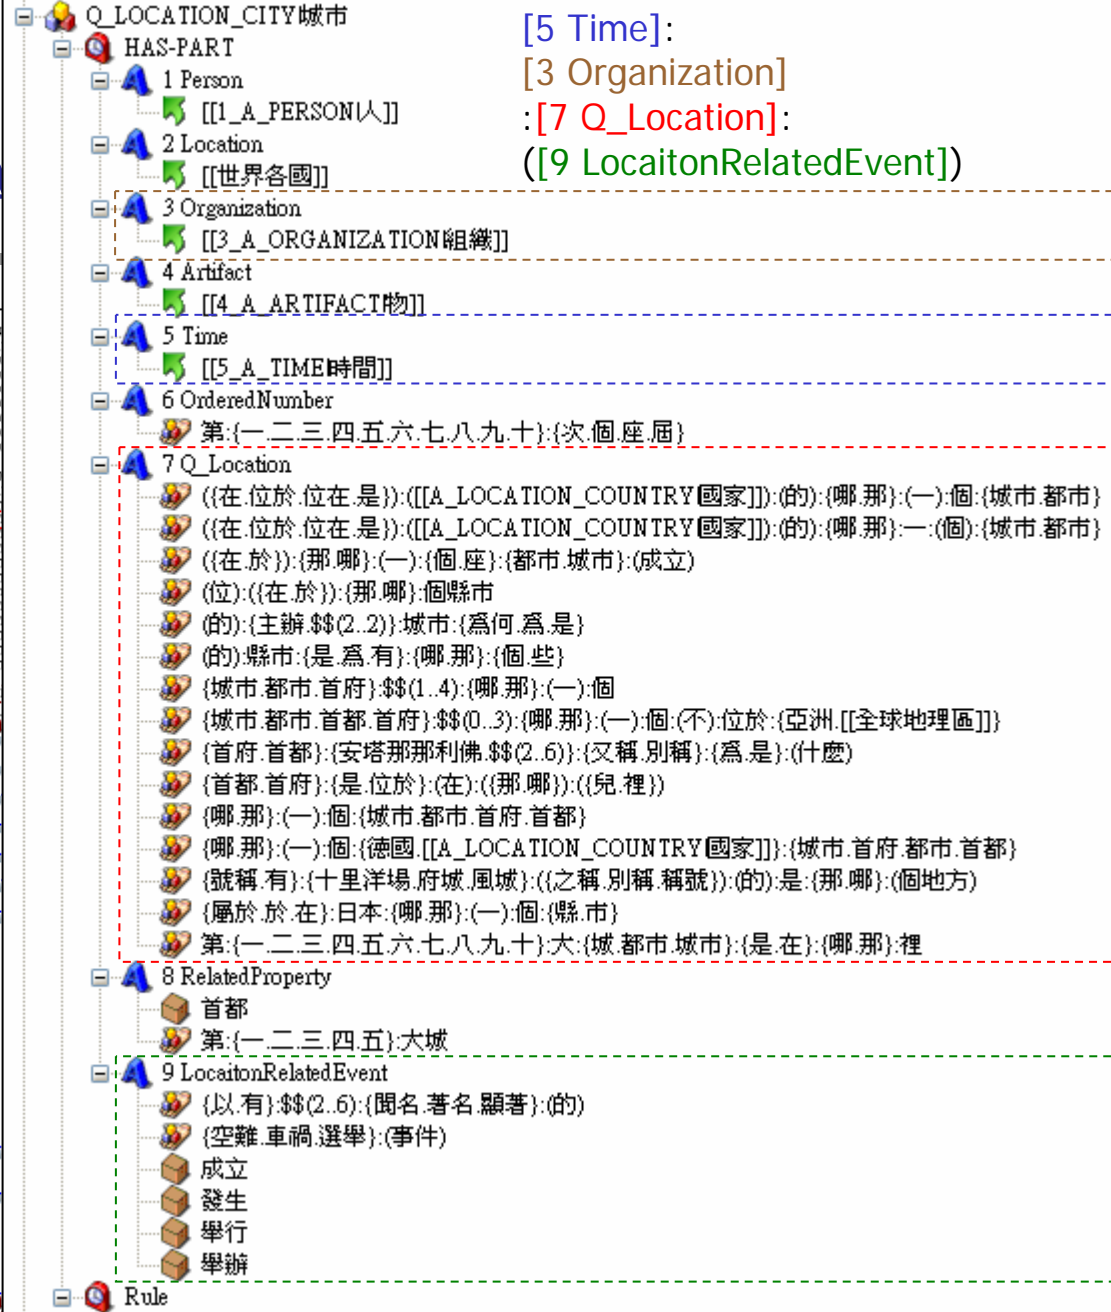 Q_LOCATION_CITY城市
HAS-PART
1 Person
[[1_A_PERSON人]]
2 Location
[[世界各國]]
3 Organization
[[3_A_ORGANIZATION組織]]
4 Artifact
[[4_A_ARTIFACT物]]
5 Time
[[5_A_TIME時間]]
6 OrderedNumber
第:{一.二.三.四.五.六.七.八.九.十}:{次.個.座.屆}
7 Q_Location
({在.位於.位在.是}):([[A_LOCATION_COUNTRY國家]]):(的):{哪.那}:(一):個:{城市.都市}
({在.位於.位在.是}):([[A_LOCATION_COUNTRY國家]]):(的):{哪.那}:一:(個):{城市.都市}
({在.於}):{那.哪}:(一):{個.座}:{都市.城市}:(成立)
(位):({在.於}):{那.哪}:個縣市
(的):{主辦.$$(2..2)}:城市:{爲何.爲.是}
(的):縣市:{是.爲.有}:{哪.那}:{個.些}
{城市.都市.首府}:$$(1..4):{哪.那}:(一):個
{城市.都市.首都.首府}:$$(0..3):{哪.那}:(一):個:(不):位於:{亞洲.[[全球地理區]]}
{首府.首都}:{安塔那那利佛.$$(2..6)}:{又稱.別稱}:{爲.是}:(什麼)
{首都.首府}:{是.位於}:(在):({那.哪}):({兒.裡})
{哪.那}:(一):個:{城市.都市.首府.首都}
{哪.那}:(一):個:{德國.[[A_LOCATION_COUNTRY國家]]}:{城市.首府.都市.首都}
{號稱.有}:{十里洋場.府城.風城}:({之稱.別稱.稱號}):(的):是:{那.哪}:(個地方)
{屬於.於.在}:日本:{哪.那}:(一):個:{縣.市}
第:{一.二.三.四.五.六.七.八.九.十}:大:{城.都市.城市}:{是.在}:{哪.那}:裡
8 RelatedProperty
首都
第:{一.二.三.四.五}:大城
9 LocaitonRelatedEvent
{以.有}:$$(2..6):{聞名.著名.顯著}:(的)
{空難.車禍.選舉}:(事件)
成立
發生
舉行
舉辦
Rule
[5 Time]:
[3 Organization]
:[7 Q_Location]:
([9 LocaitonRelatedEvent])